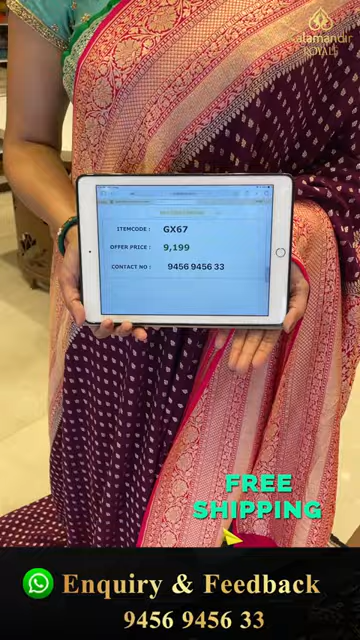 Kalamandir
ROYALE
ITEMCODE : GX67
OFFER PRICE : 9,199
CONTACT NO : 9456 9456 33
FREE
SHIPPING
Enquiry & Feedback
9456 9456 33